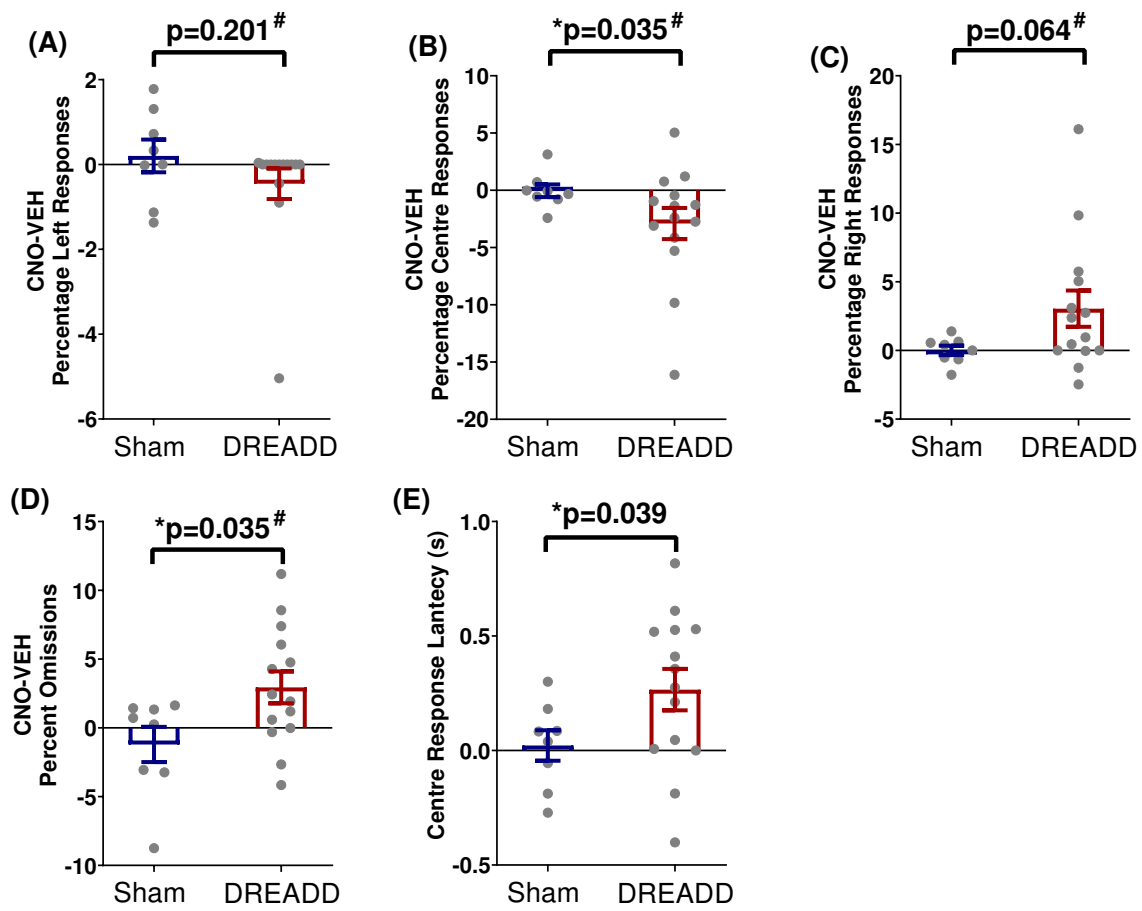 (A)
p=0.201#
CNO-VEH
Percentage Left Responses
2
0
-2
-4
-6
Sham DREADD
(B)
*p=0.035#
CNO-VEH
Percentage Centre Responses
10
5
0
-5
-10
-15
-20
Sham DREADD
(C)
p=0.064#
CNO-VEH
Percentage Right Responses
20
15
10
5
0
-5
Sham DREADD
(D)
*p=0.035#
CNO-VEH
Percent Omissions
15
10
5
0
-5
-10
Sham DREADD
(E)
*p=0.039
Centre Response Lantecy (s)
1.0
0.5
0.0
-0.5
Sham DREADD